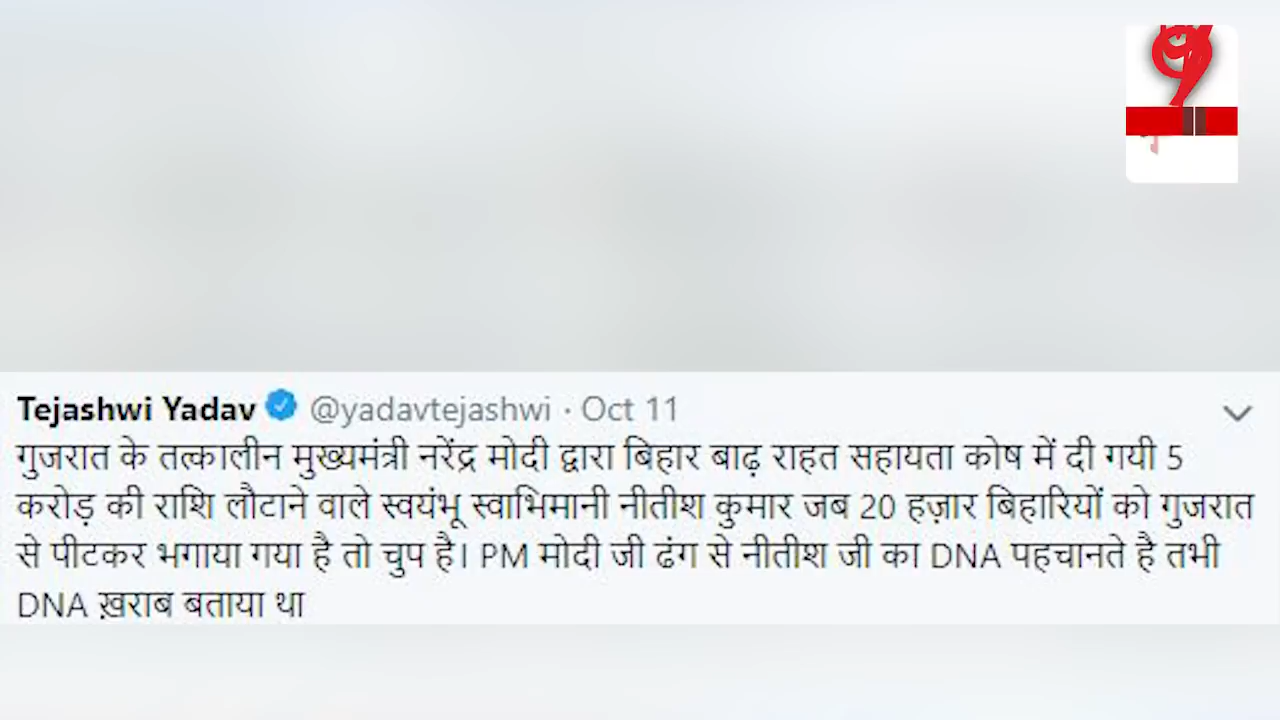 Tejashwi Yadav @yadavtejashwi · Oct 11
गुजरात के तत्कालीन मुख्यमंत्री नरेंद्र मोदी द्वारा बिहार बाढ़ राहत सहायता कोष में दी गयी 5
करोड़ की राशि लौटाने वाले स्वयंभू स्वाभिमानी नीतीश कुमार जब 20 हज़ार बिहारियों को गुजरात
से पीटकर भगाया गया है तो चुप है। PM मोदी जी ढंग से नीतीश जी का DNA पहचानते है तभी
DNA ख़राब बताया था